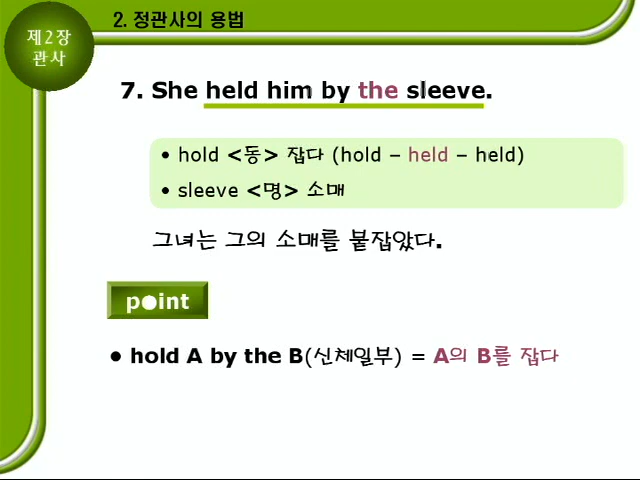 제2장
관사
2. 정관사의 용법
7. She held him by the sleeve.
• hold <동> 잡다 (hold – held – held)
• sleeve <명> 소매
그녀는 그의 소매를 붙잡았다.
point
• hold A by the B(신체일부) = A의 B를 잡다